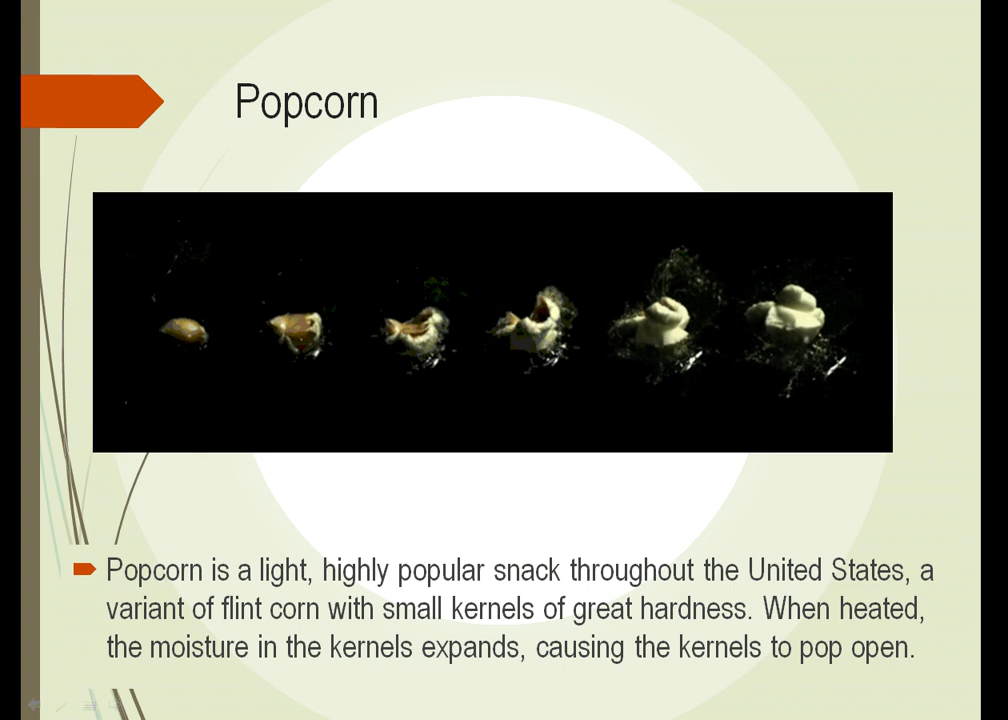 Popcorn
Popcorn is a light, highly popular snack throughout the United States, a
variant of flint corn with small kernels of great hardness. When heated,
the moisture in the kernels expands, causing the kernels to pop open.